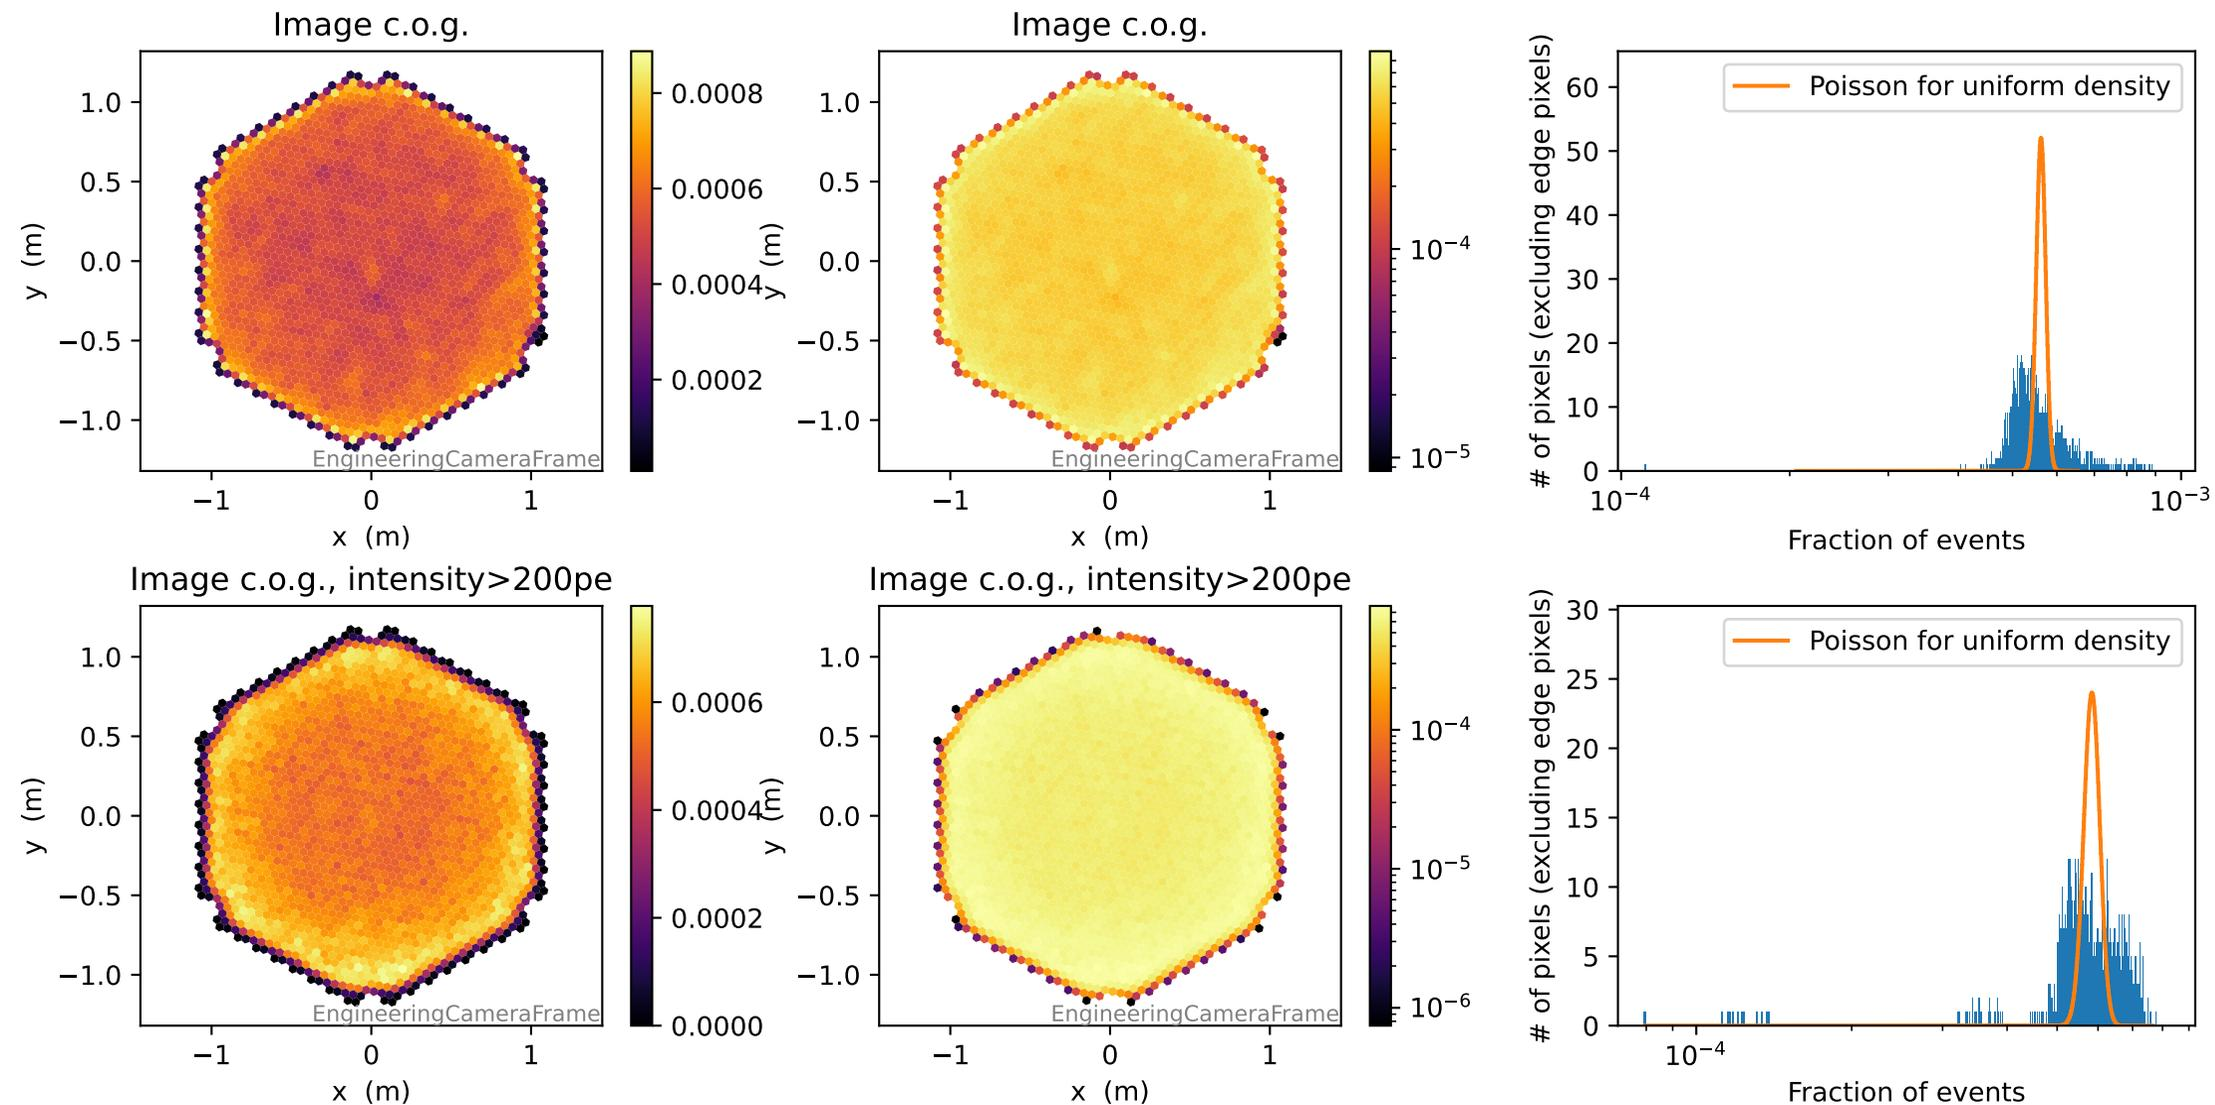 Image c.o.g.
1.0
0.5
0.0
−0.5
−1.0
y (m)
−1
0
1
x (m)
EngineeringCameraFrame
0.0008
0.0006
0.0004
0.0002
Image c.o.g.
1.0
0.5
0.0
−0.5
−1.0
y (m)
−1
0
1
x (m)
EngineeringCameraFrame
10⁻⁴
10⁻⁵
# of pixels (excluding edge pixels)
60
50
40
30
20
10
0
Poisson for uniform density
10⁻⁴
10⁻³
Fraction of events
Image c.o.g., intensity>200pe
1.0
0.5
0.0
−0.5
−1.0
y (m)
−1
0
1
x (m)
EngineeringCameraFrame
0.0006
0.0004
0.0002
0.0000
Image c.o.g., intensity>200pe
1.0
0.5
0.0
−0.5
−1.0
y (m)
−1
0
1
x (m)
EngineeringCameraFrame
10⁻⁴
10⁻⁵
10⁻⁶
# of pixels (excluding edge pixels)
30
25
20
15
10
5
0
Poisson for uniform density
10⁻⁴
Fraction of events